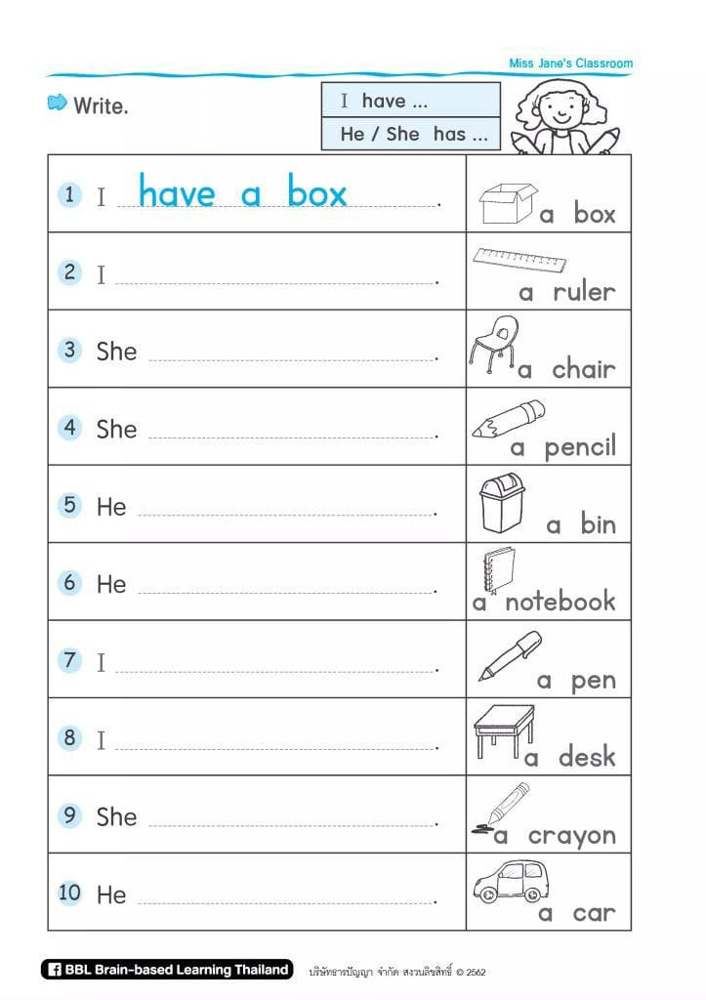 Miss Jane's Classroom
Write.
I have ...
He / She has ...
1 I have a box .
a box
2 I .
a ruler
3 She .
a chair
4 She .
a pencil
5 He .
a bin
6 He .
a notebook
7 I .
a pen
8 I .
a desk
9 She .
a crayon
10 He .
a car
f BBL Brain-based Learning Thailand บริษัทธารปัญญา จำกัด สงวนลิขสิทธิ์ © 2562